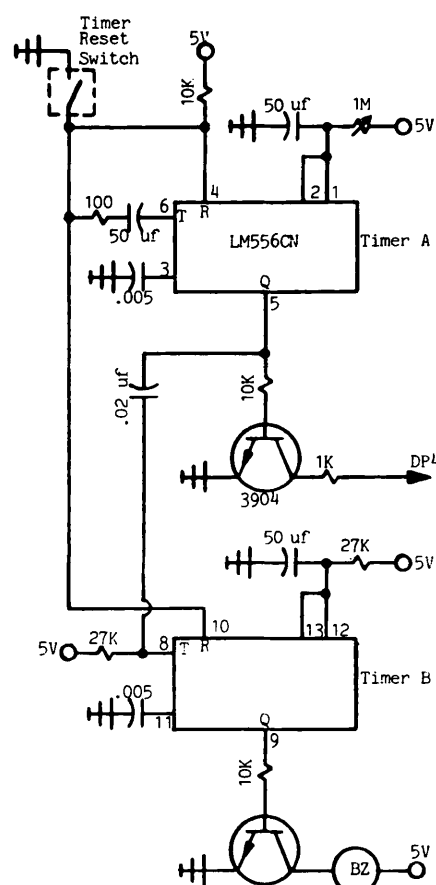 Timer
Reset
Switch
5V
10K
50 uf
1M
5V
100
50 uf
6
T
4
R
2
1
LM556CN
Timer A
3
.005
Q
5
.02 uf
10K
3904
1K
DP
50 uf
27K
5V
10
13
12
5V
27K
8
T
R
Timer B
.005
11
Q
9
10K
BZ
5V